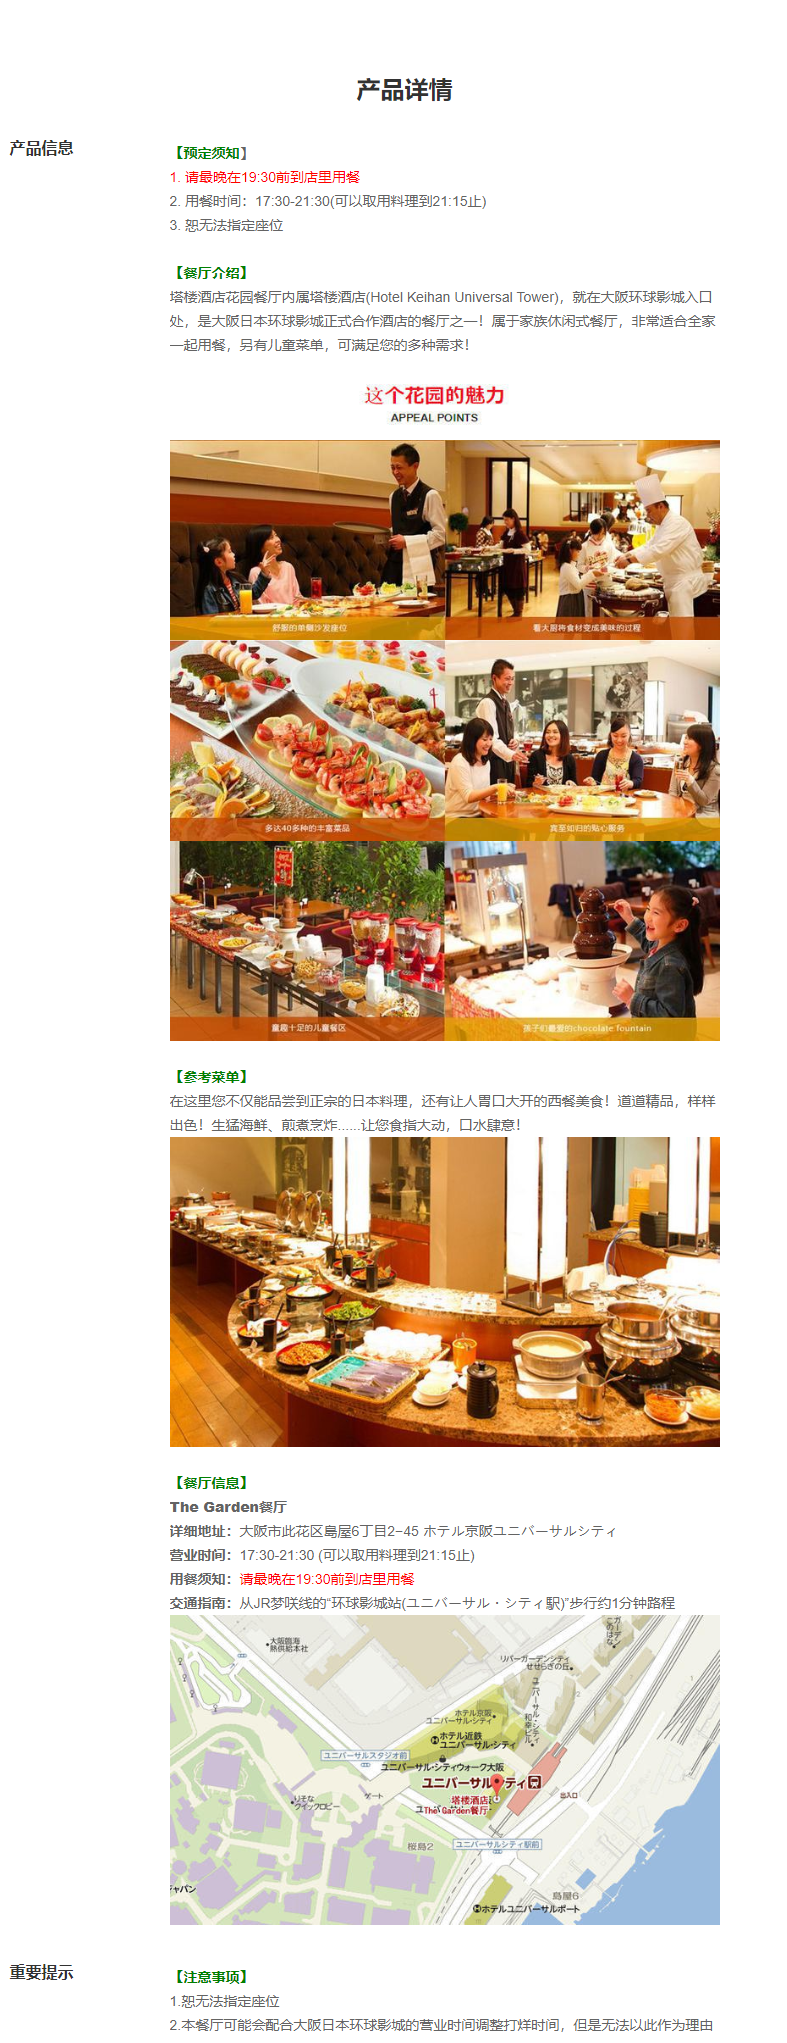 产品详情
产品信息
【预定须知】
1. 请最晚在19:30前到店里用餐
2. 用餐时间：17:30-21:30(可以取用料理到21:15止)
3. 恕无法指定座位
【餐厅介绍】
塔楼酒店花园餐厅内属塔楼酒店(Hotel Keihan Universal Tower)，就在大阪环球影城入口
处，是大阪日本环球影城正式合作酒店的餐厅之一！属于家族休闲式餐厅，非常适合全家
一起用餐，另有儿童菜单，可满足您的多种需求！
这个花园的魅力
APPEAL POINTS
舒服的单侧沙发座位
看大厨将食材变成美味的过程
多达40多种的丰富菜品
宾至如归的贴心服务
童趣十足的儿童餐区
孩子们最爱的chocolate fountain
【参考菜单】
在这里您不仅能品尝到正宗的日本料理，还有让人胃口大开的西餐美食！道道精品，样样
出色！生猛海鲜、煎煮烹炸......让您食指大动，口水肆意！
【餐厅信息】
The Garden餐厅
详细地址：大阪市此花区島屋6丁目2−45 ホテル京阪ユニバーサルシティ
营业时间：17:30-21:30 (可以取用料理到21:15止)
用餐须知：请最晚在19:30前到店里用餐
交通指南：从JR梦咲线的“环球影城站(ユニバーサル・シティ駅)”步行约1分钟路程
大阪臨海
熱供給本社
ガーデン
このはな
リバーガーデンシティ
せせらぎの丘
ユニバーサル・シティ
和幸ビル
ホテル京阪
ユニバーサル・シティ
ホテル近鉄
ユニバーサル・シティ
ユニバーサルスタジオ前
ユニバーサル・シティウォーク大阪
ユニバーサル
ティ
塔楼酒店
The Garden餐厅
出入口
りそな
クイックロビー
ゲート
桜島2
ユニバーサルシティ駅前
ジャパン
島屋6
ホテルユニバーサルポート
重要提示
【注意事项】
1.恕无法指定座位
2.本餐厅可能会配合大阪日本环球影城的营业时间调整打烊时间，但是无法以此作为理由